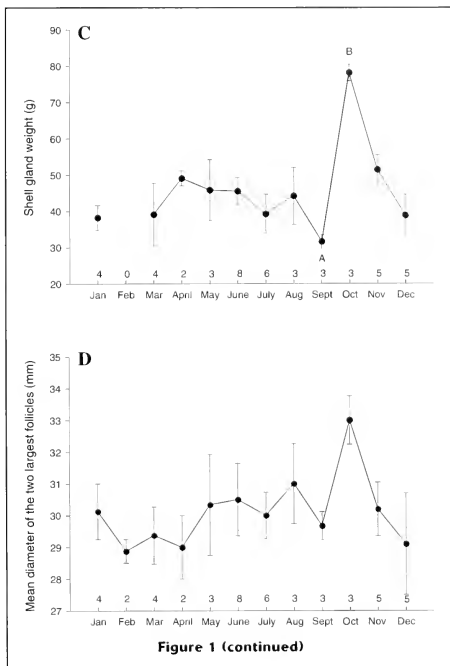 C
Shell gland weight (g)
90
80
70
60
50
40
30
20
B
A
4 0 4 2 3 8 6 3 3 3 5 5
Jan Feb Mar April May June July Aug Sept Oct Nov Dec
D
Mean diameter of the two largest follicles (mm)
35
34
33
32
31
30
29
28
27
4 2 4 2 3 8 3 3 3 3 5 5
Jan Feb Mar April May June July Aug Sept Oct Nov Dec
Figure 1 (continued)